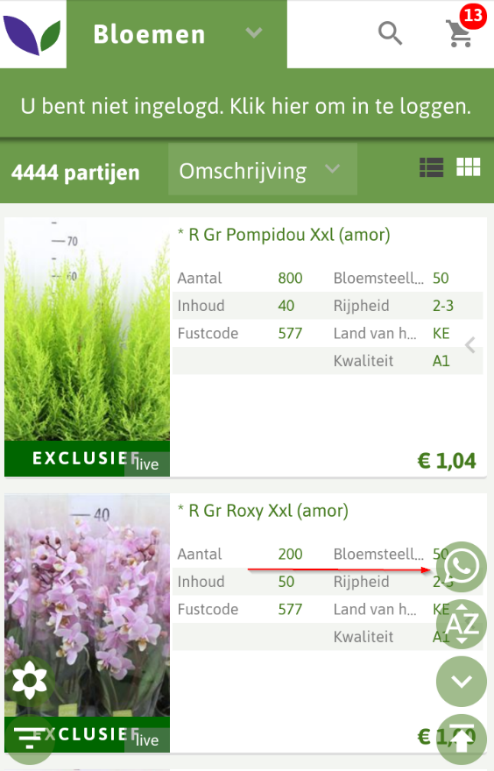 Bloemen
13
U bent niet ingelogd. Klik hier om in te loggen.
4444 partijen
Omschrijving
70
60
EXCLUSIEF
live
* R Gr Pompidou Xxl (amor)
Aantal 800 Bloemsteell... 50
Inhoud 40 Rijpheid 2-3
Fustcode 577 Land van h... KE
Kwaliteit A1
€ 1,04
40
EXCLUSIEF
live
* R Gr Roxy Xxl (amor)
Aantal 200 Bloemsteell... 50
Inhoud 50 Rijpheid 2-3
Fustcode 577 Land van h... KE
Kwaliteit A1
AZ
€ 1,